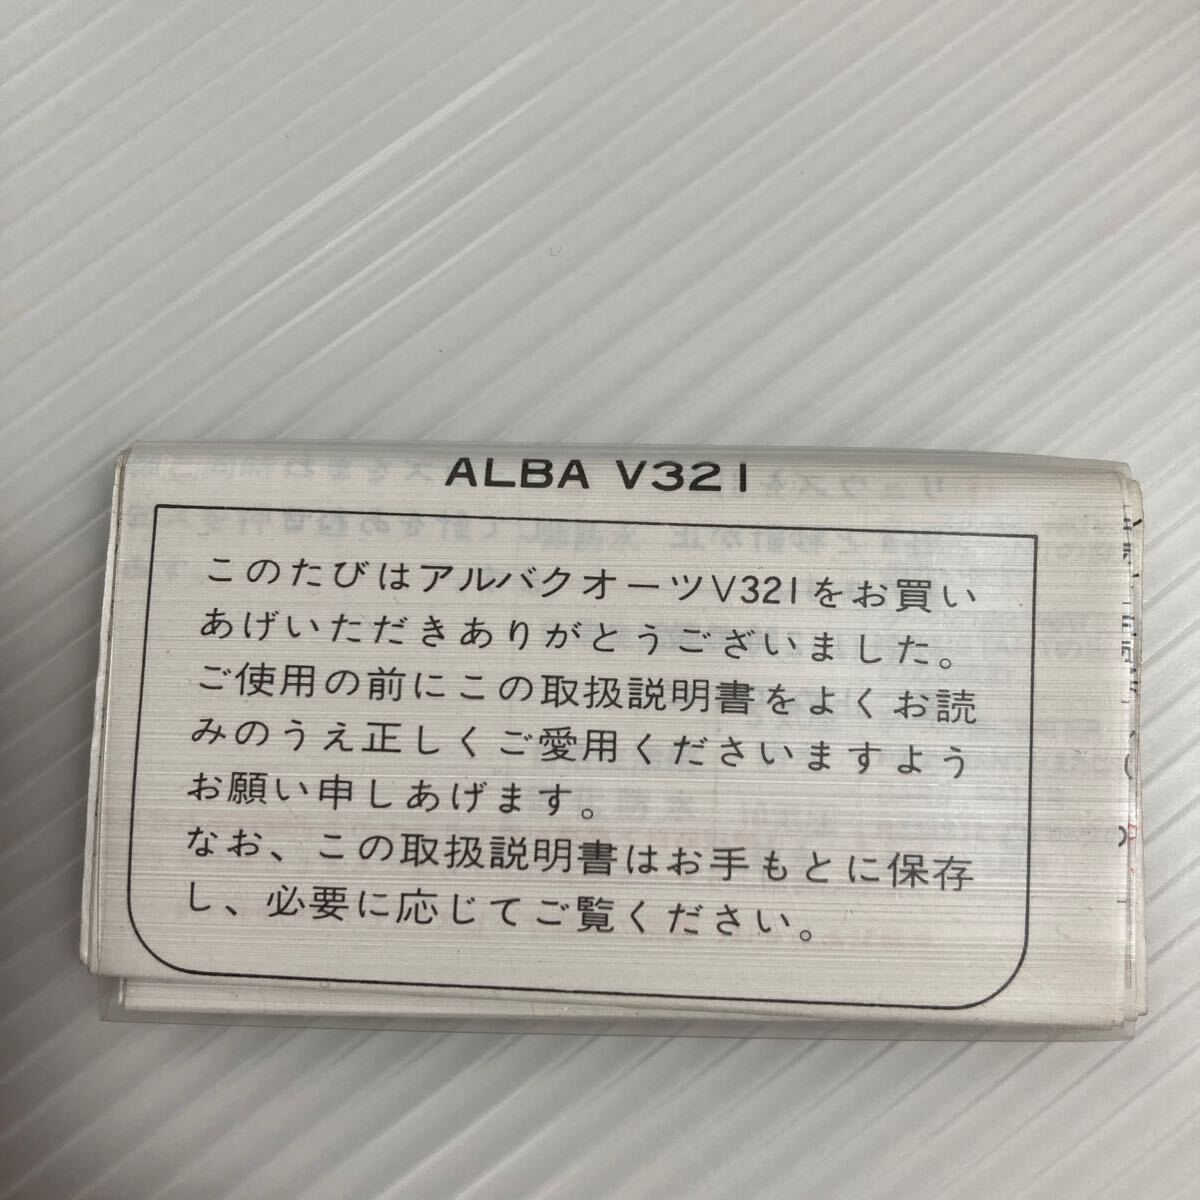 ALBA V321
このたびはアルバクオーツV321をお買い
あげいただきありがとうございました。
ご使用の前にこの取扱説明書をよくお読
みのうえ正しくご愛用くださいますよう
お願い申しあげます。
なお、この取扱説明書はお手もとに保存
し、必要に応じてご覧ください。